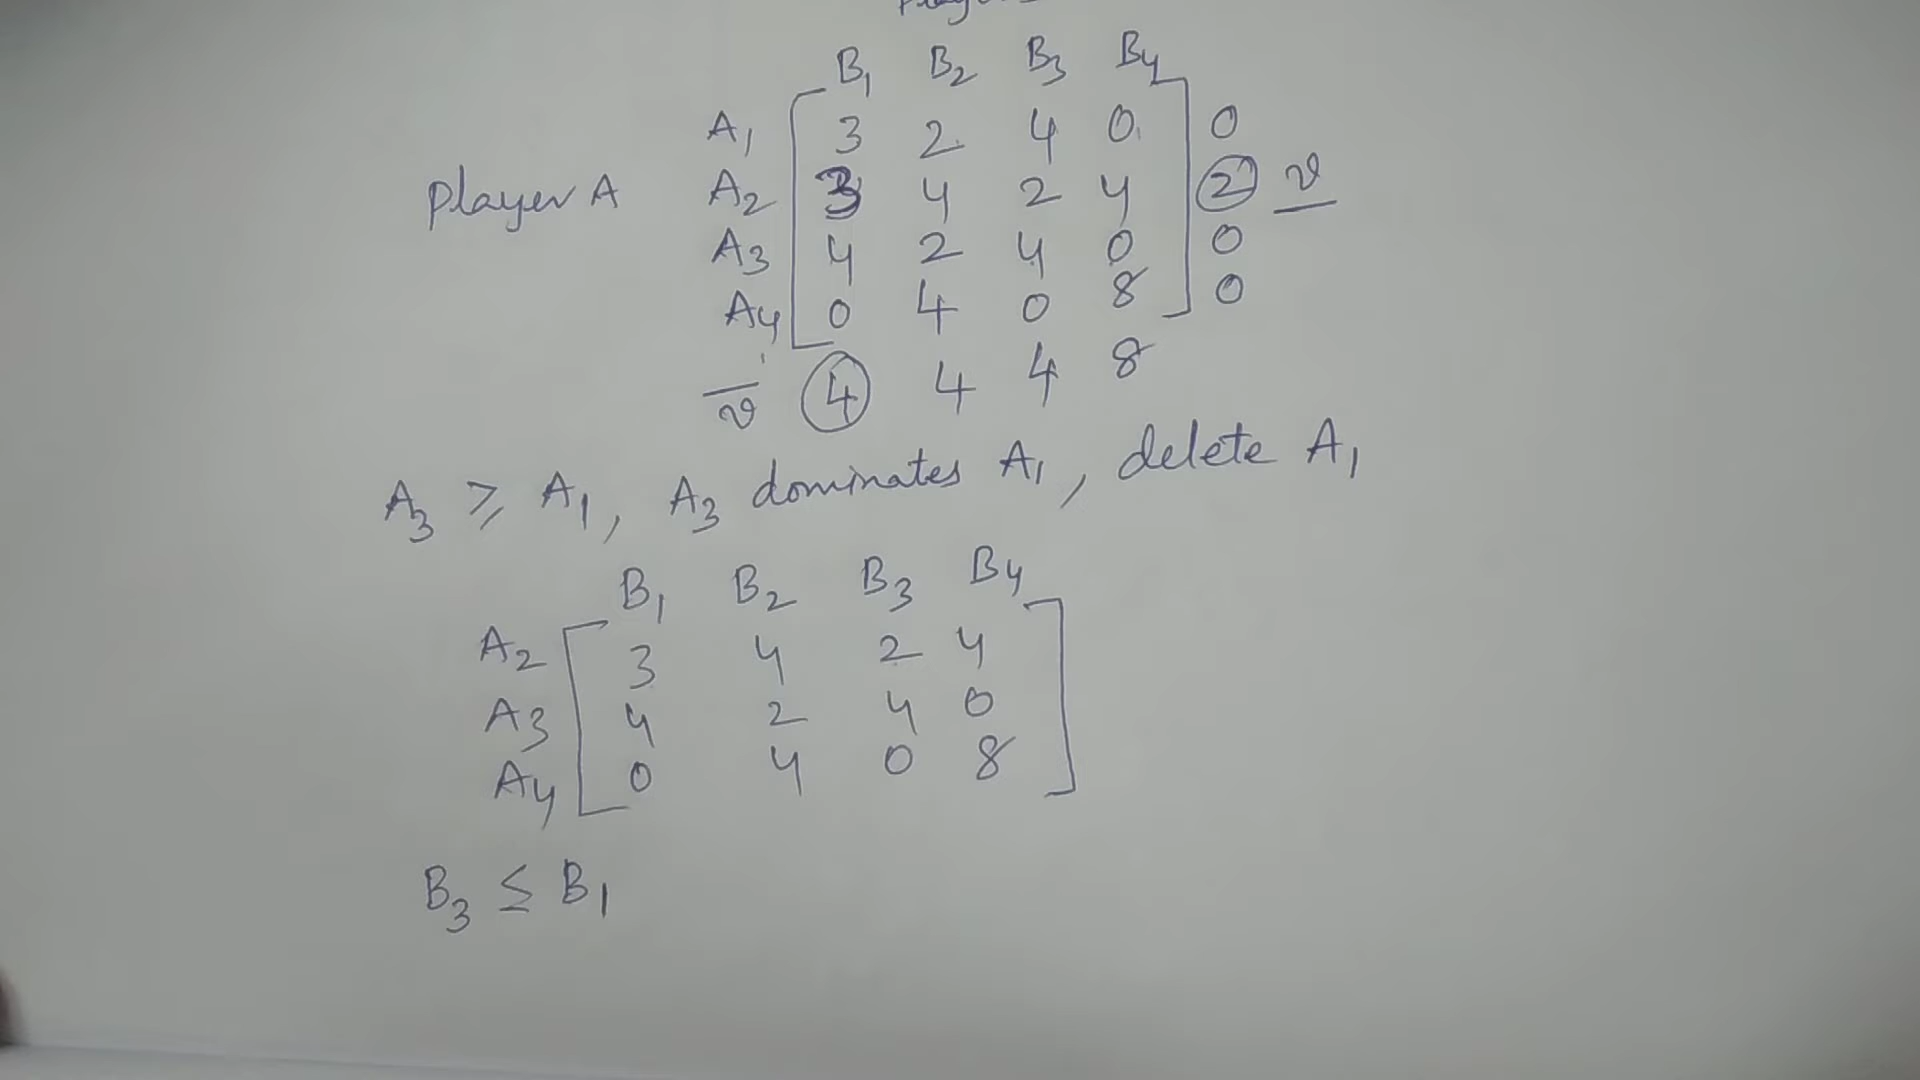 B1 B2 B3 B4
A1 3 2 4 0 0
Player A A2 3 4 2 4 2 v
A3 4 2 4 0 0
A4 0 4 0 8 0
v 4 4 4 8
A3 ≥ A1, A3 dominates A1, delete A1
B1 B2 B3 B4
A2 3 4 2 4
A3 4 2 4 0
A4 0 4 0 8
B3 ≤ B1